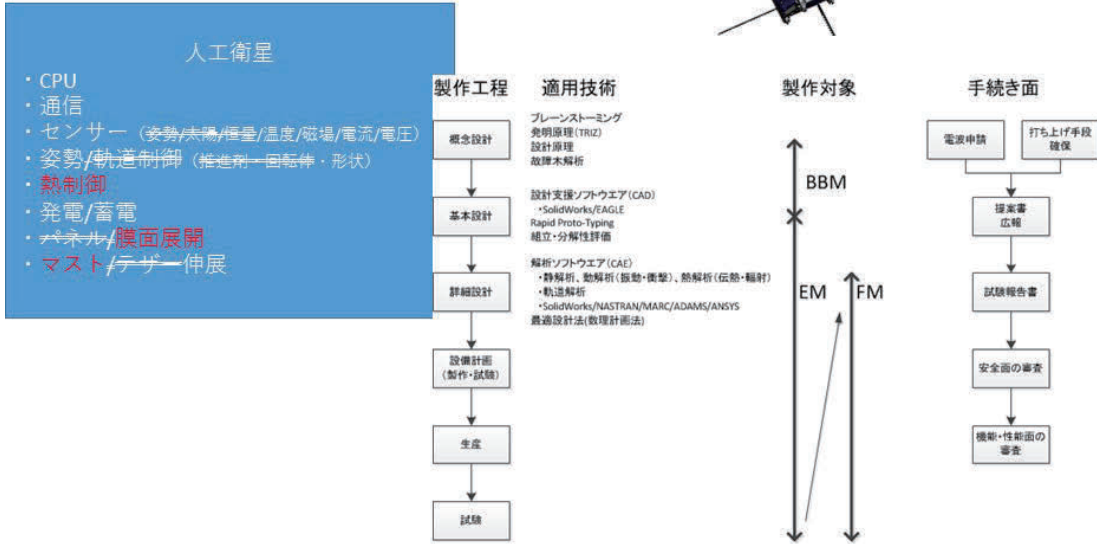 人工衛星
・CPU
・通信
・センサー（姿勢/太陽/恒星/温度/磁場/電流/電圧）
・姿勢/軌道制御（推進剤・回転体・形状）
・熱制御
・発電/蓄電
・パネル/膜面展開
・マスト/テザー伸展
製作工程
概念設計
基本設計
詳細設計
設備計画
(製作・試験)
生産
試験
適用技術
ブレーンストーミング
発明原理(TRIZ)
設計原理
故障木解析
設計支援ソフトウエア(CAD)
・SolidWorks/EAGLE
Rapid Proto-Typing
組立・分解性評価
解析ソフトウエア(CAE)
・静解析、動解析(振動・衝撃)、熱解析(伝熱・輻射)
・軌道解析
・SolidWorks/NASTRAN/MARC/ADAMS/ANSYS
最適設計法(数理計画法)
製作対象
BBM
EM
FM
手続き面
電波申請
打ち上げ手段
確保
提案書
広報
試験報告書
安全面の審査
機能・性能面の
審査